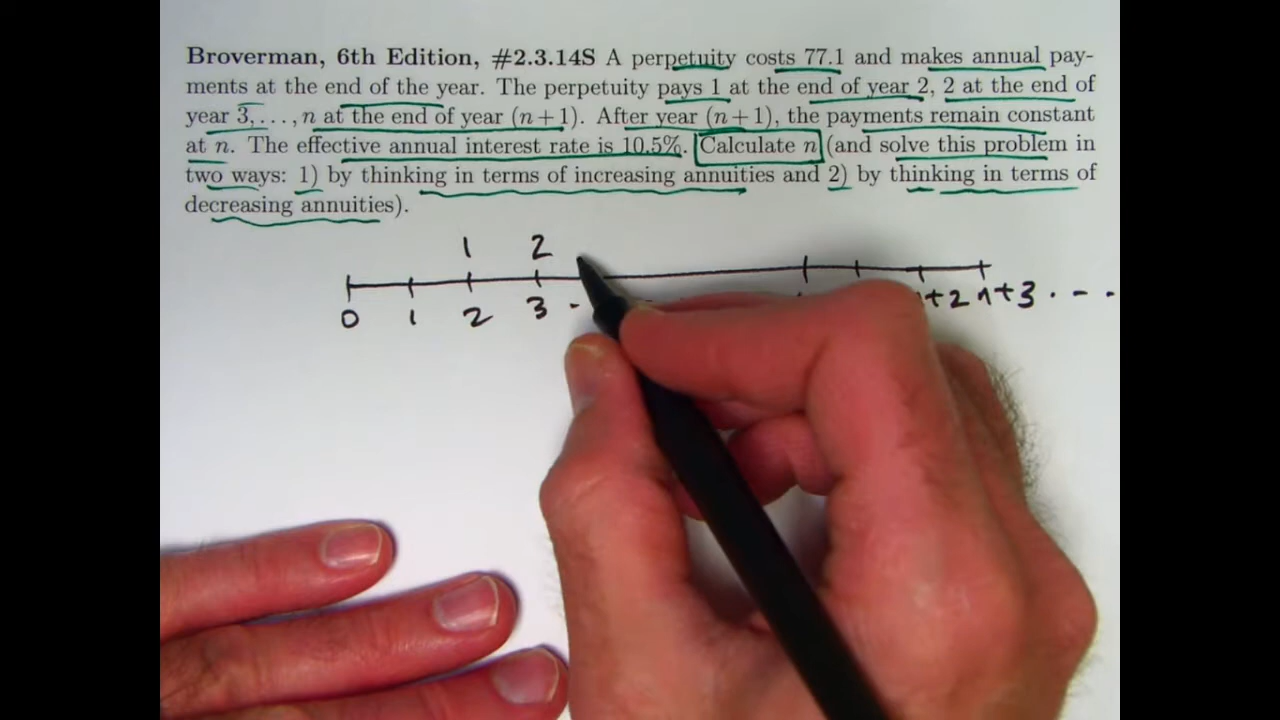 Broverman, 6th Edition, #2.3.14S A perpetuity costs 77.1 and makes annual pay-
ments at the end of the year. The perpetuity pays 1 at the end of year 2, 2 at the end of
year 3, . . . , n at the end of year (n + 1). After year (n + 1), the payments remain constant
at n. The effective annual interest rate is 10.5%. Calculate n (and solve this problem in
two ways: 1) by thinking in terms of increasing annuities and 2) by thinking in terms of
decreasing annuities).
1 2
0 1 2 3 +2 n+3 . - .